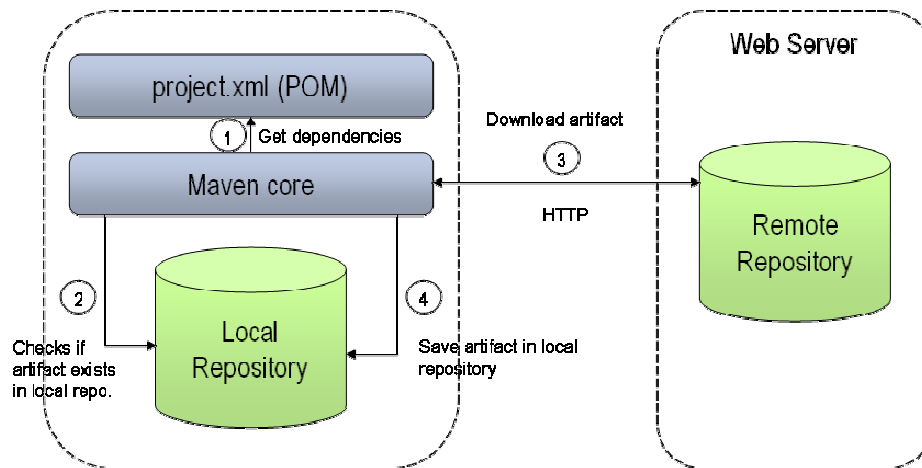 Web Server
project.xml (POM)
1
Get dependencies
Download artifact
3
Maven core
HTTP
Remote
Repository
2
4
Local
Repository
Checks if
artifact exists
in local repo.
Save artifact in local
repository